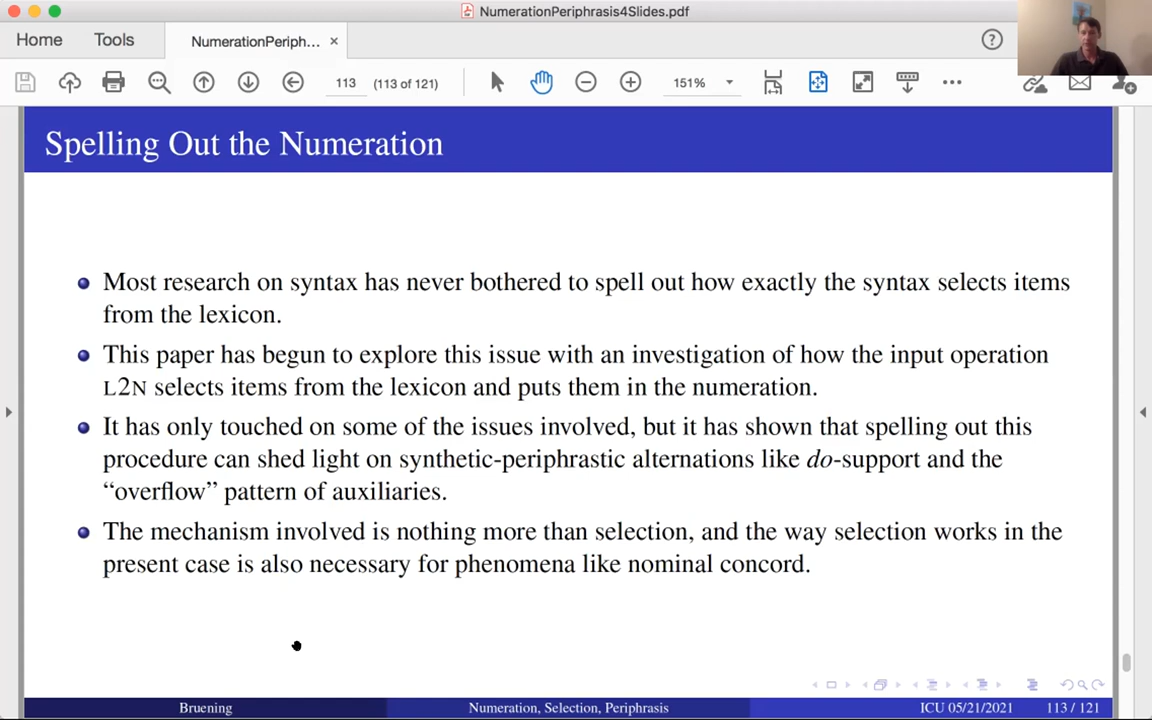 NumerationPeriphrasis4Slides.pdf
Home Tools NumerationPeriph... ×
113 (113 of 121) 151%
Spelling Out the Numeration
Most research on syntax has never bothered to spell out how exactly the syntax selects items
from the lexicon.
This paper has begun to explore this issue with an investigation of how the input operation
L2N selects items from the lexicon and puts them in the numeration.
It has only touched on some of the issues involved, but it has shown that spelling out this
procedure can shed light on synthetic-periphrastic alternations like do-support and the
“overflow” pattern of auxiliaries.
The mechanism involved is nothing more than selection, and the way selection works in the
present case is also necessary for phenomena like nominal concord.
Bruening Numeration, Selection, Periphrasis ICU 05/21/2021 113 / 121